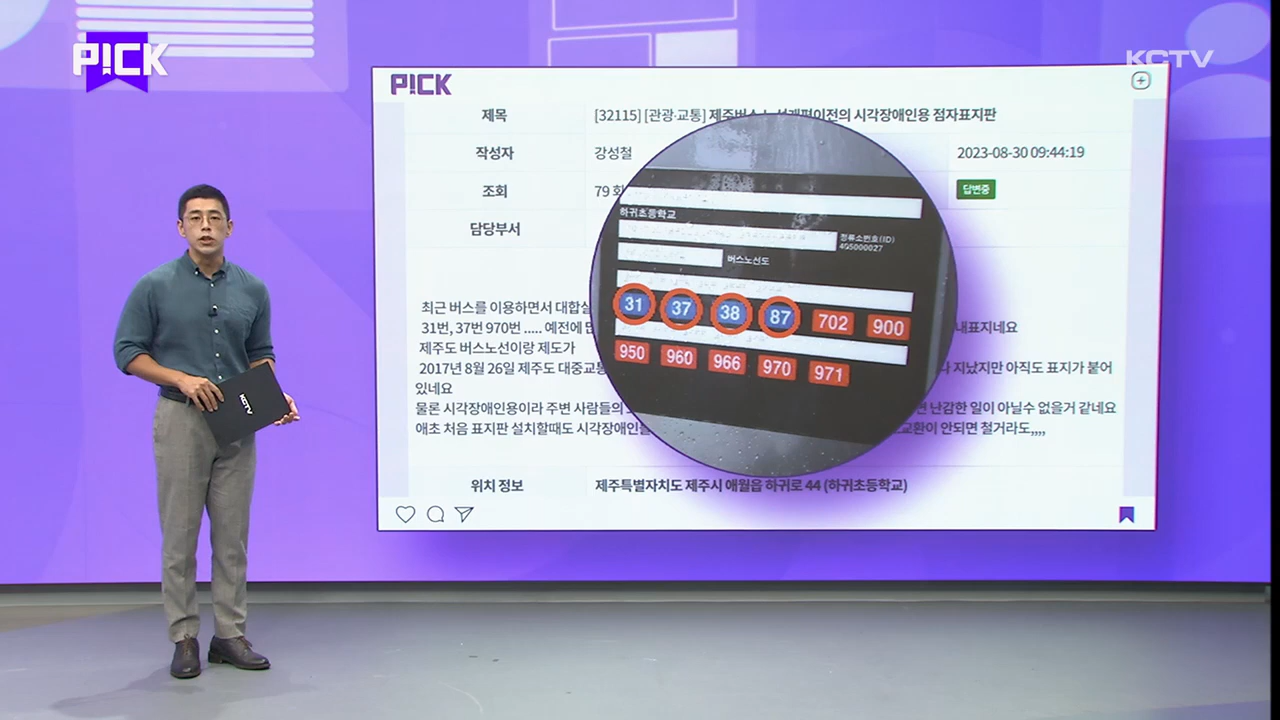 P!CK
KCTV
P!CK
제목 [32115] [관광·교통] 제주버스 노선개편이전의 시각장애인용 점자표지판
작성자 강성철 2023-08-30 09:44:19
조회 79 회 답변중
담당부서
최근 버스를 이용하면서 대합실
31번, 37번 970번 ..... 예전에 내표지네요
제주도 버스노선이랑 제도가
2017년 8월 26일 제주도 대중교통 지났지만 아직도 표지가 붙어
있네요
물론 시각장애인용이라 주변 사람들의 난감한 일이 아닐수 없을거 같네요
애초 처음 표지판 설치할때도 시각장애인들 교환이 안되면 철거라도,,,,
위치 정보 제주특별자치도 제주시 애월읍 하귀로 44 (하귀초등학교)
하귀초등학교
정류소번호(ID)
405000027
버스노선도
31 37 38 87 702 900
950 960 966 970 971
KCTV